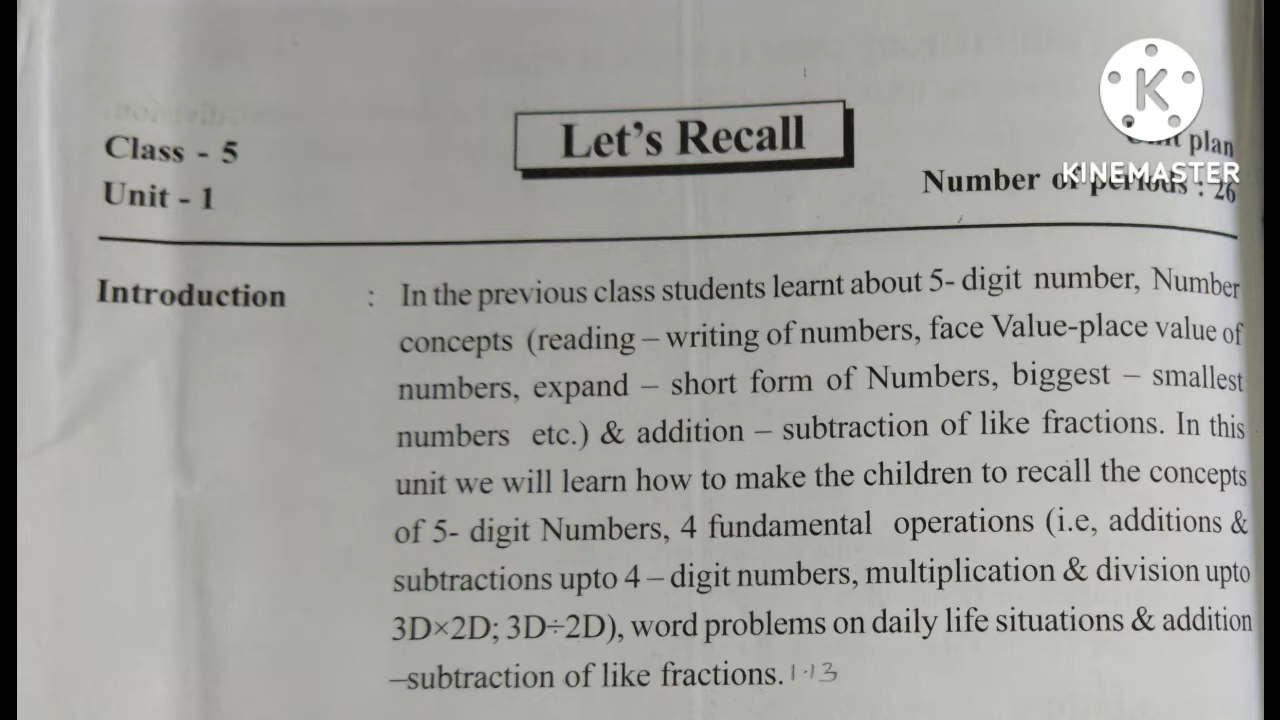 K
KINEMASTER
Let's Recall
Class - 5
Unit plan
Unit - 1
Number of periods : 26
Introduction : In the previous class students learnt about 5- digit number, Number
concepts (reading – writing of numbers, face Value-place value of
numbers, expand – short form of Numbers, biggest – smallest
numbers etc.) & addition – subtraction of like fractions. In this
unit we will learn how to make the children to recall the concepts
of 5- digit Numbers, 4 fundamental operations (i.e, additions &
subtractions upto 4 – digit numbers, multiplication & division upto
3D×2D; 3D÷2D), word problems on daily life situations & addition
–subtraction of like fractions. 1.13